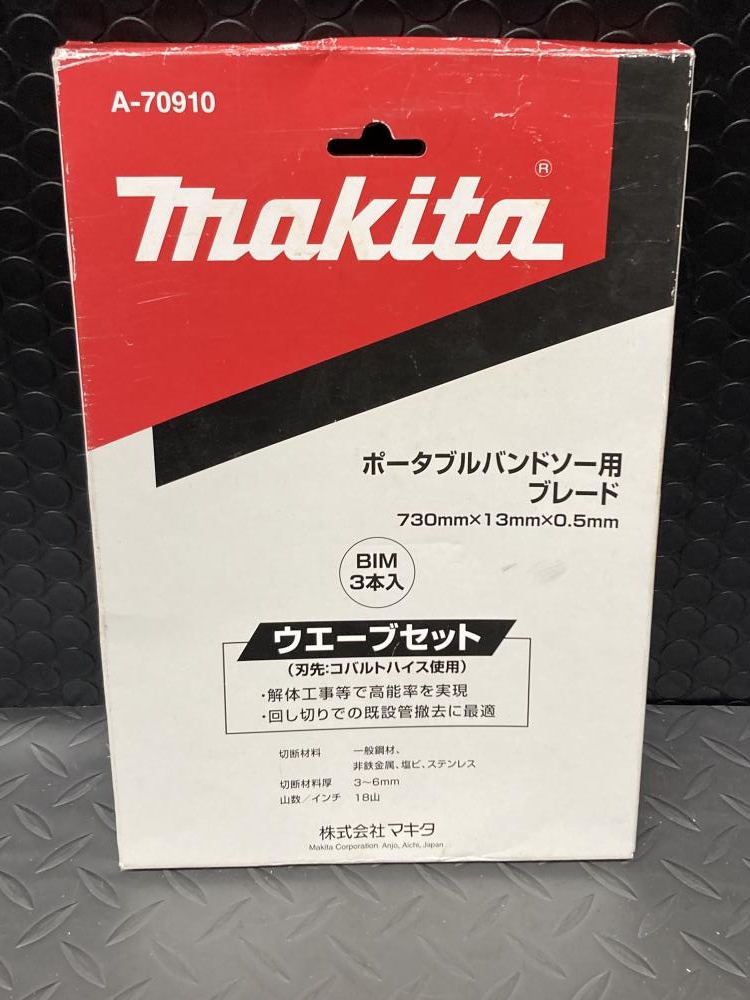 A-70910
makita®
ポータブルバンドソー用
ブレード
730mm×13mm×0.5mm
BIM
3本入
ウエーブセット
(刃先:コバルトハイス使用)
・解体工事等で高能率を実現
・回し切りでの既設管撤去に最適
切断材料 一般鋼材、
非鉄金属、塩ビ、ステンレス
切断材料厚 3〜6mm
山数/インチ 18山
株式会社マキタ
Makita Corporation Anjo, Aichi, Japan